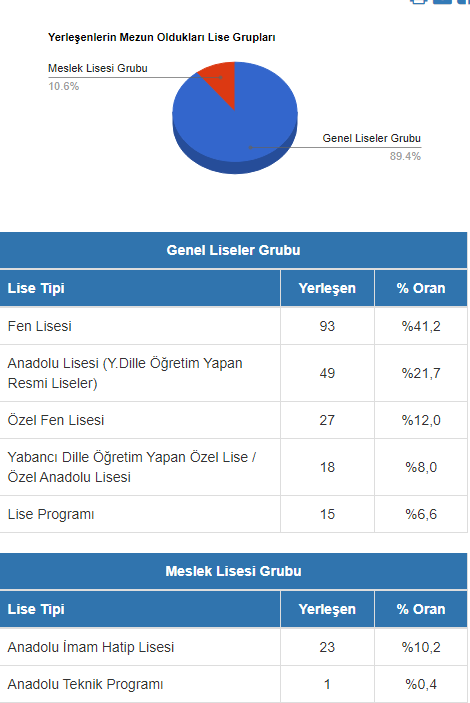 Yerleşenlerin Mezun Oldukları Lise Grupları
Meslek Lisesi Grubu
10.6%
Genel Liseler Grubu
89.4%
Genel Liseler Grubu
Lise Tipi Yerleşen % Oran
Fen Lisesi 93 %41,2
Anadolu Lisesi (Y.Dille Öğretim Yapan
Resmi Liseler) 49 %21,7
Özel Fen Lisesi 27 %12,0
Yabancı Dille Öğretim Yapan Özel Lise /
Özel Anadolu Lisesi 18 %8,0
Lise Programı 15 %6,6
Meslek Lisesi Grubu
Lise Tipi Yerleşen % Oran
Anadolu İmam Hatip Lisesi 23 %10,2
Anadolu Teknik Programı 1 %0,4